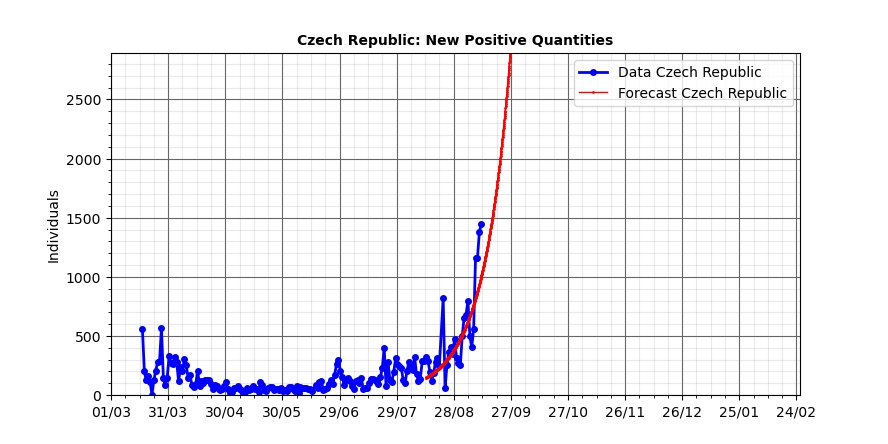 Czech Republic: New Positive Quantities
Data Czech Republic
Forecast Czech Republic
Individuals
2500
2000
1500
1000
500
0
01/03 31/03 30/04 30/05 29/06 29/07 28/08 27/09 27/10 26/11 26/12 25/01 24/02